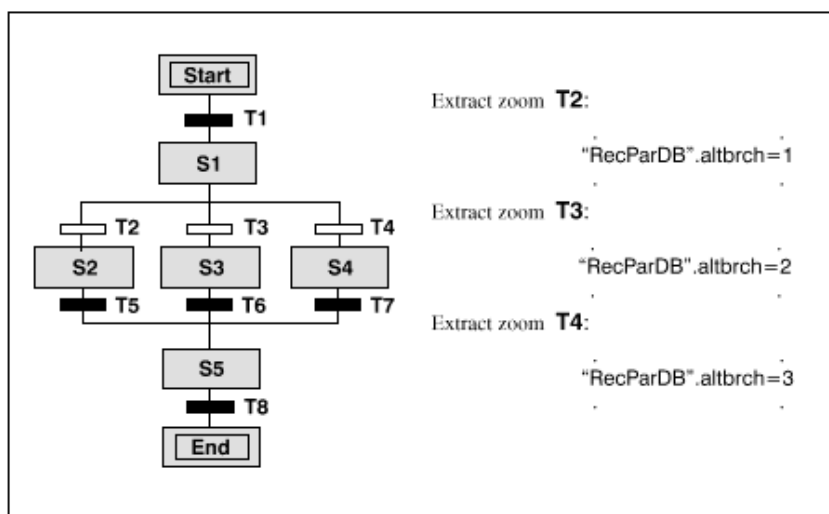 Start
T1
S1
T2 T3 T4
S2 S3 S4
T5 T6 T7
S5
T8
End
Extract zoom T2:
“RecParDB”.altbrch=1
Extract zoom T3:
“RecParDB”.altbrch=2
Extract zoom T4:
“RecParDB”.altbrch=3